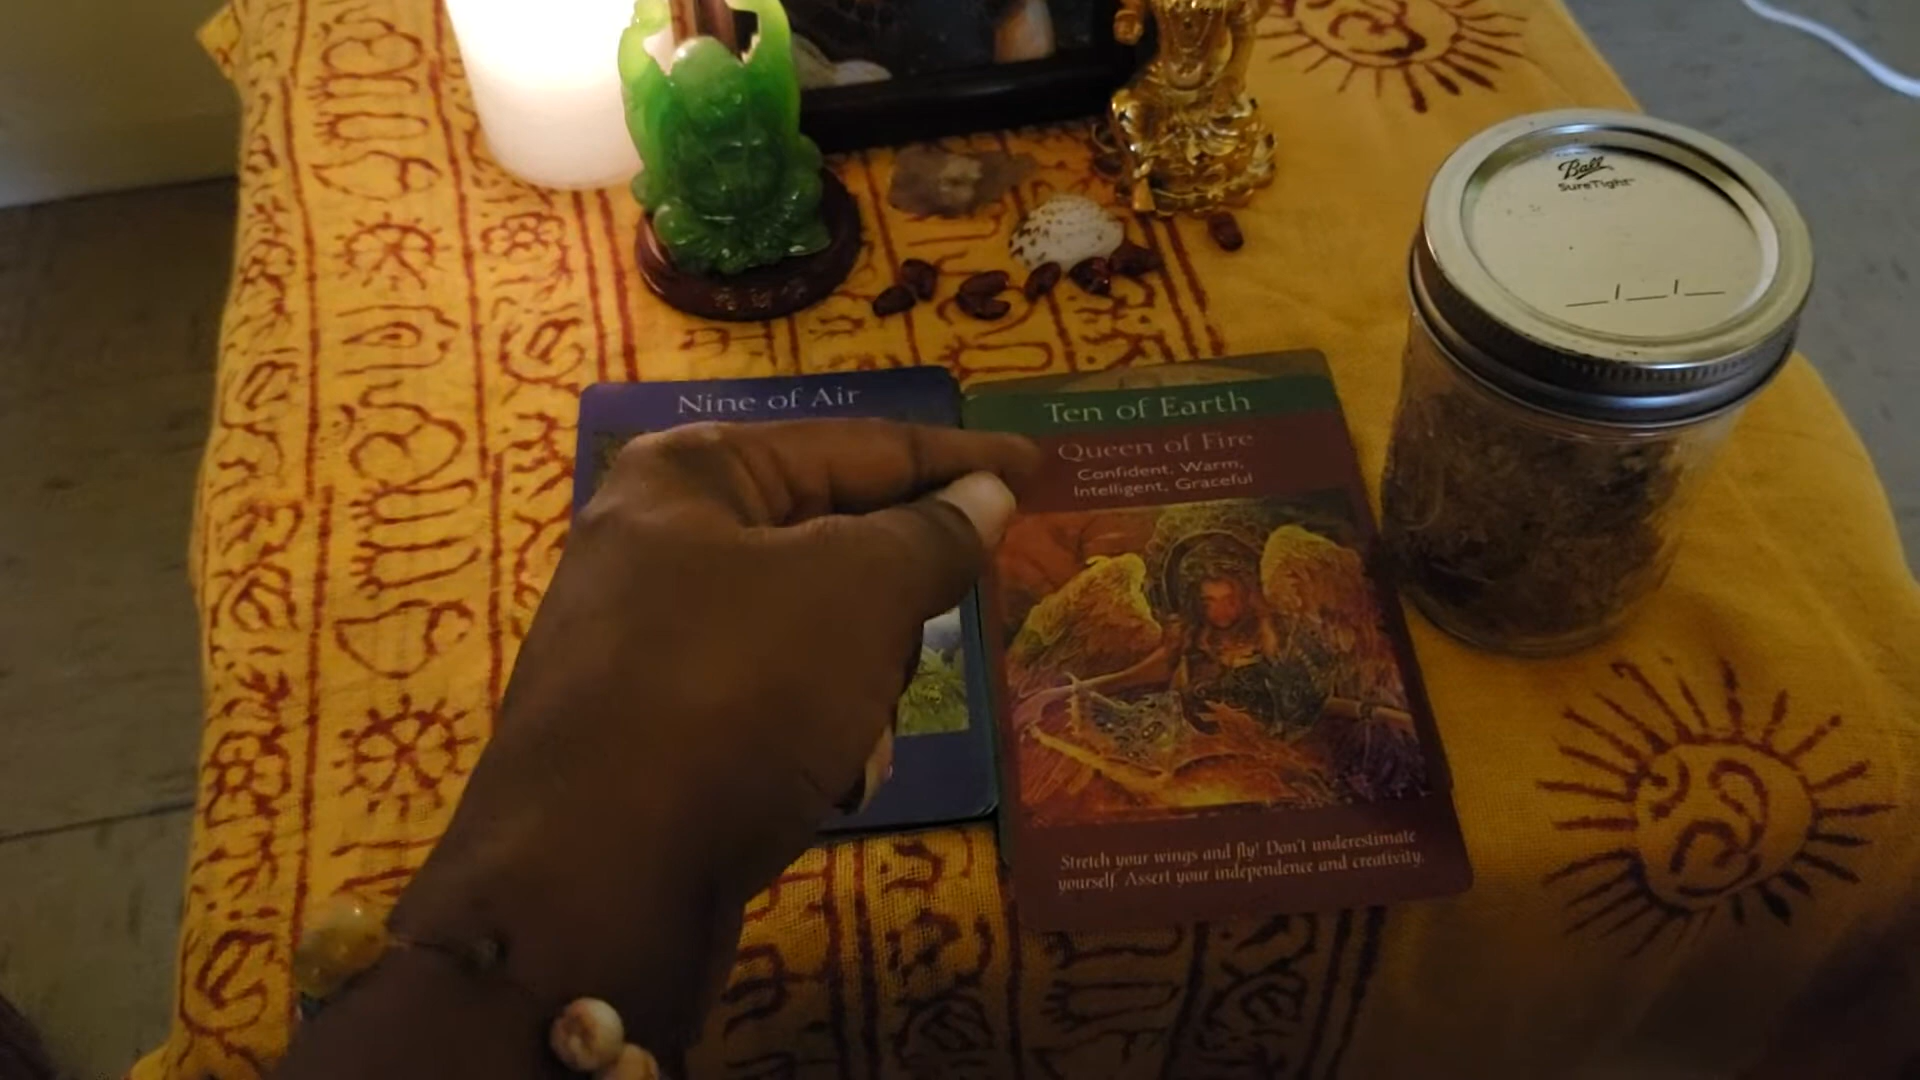 Ball
SureTight™
Nine of Air
Ten of Earth
Queen of Fire
Confident, Warm,
Intelligent, Graceful
Stretch your wings and fly! Don't underestimate
yourself. Assert your independence and creativity.